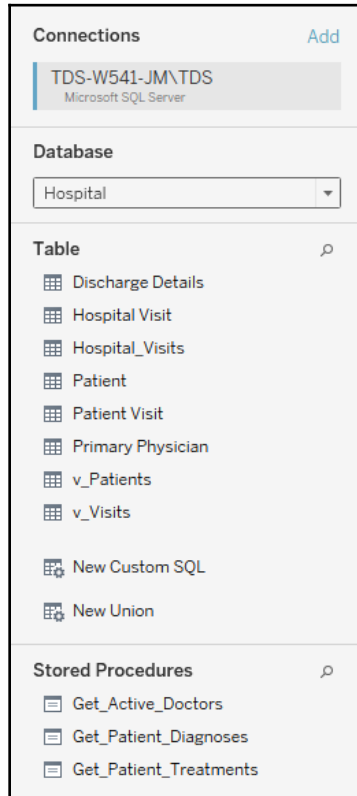 Connections Add
TDS-W541-JM\TDS
Microsoft SQL Server
Database
Hospital
Table
Discharge Details
Hospital Visit
Hospital_Visits
Patient
Patient Visit
Primary Physician
v_Patients
v_Visits
New Custom SQL
New Union
Stored Procedures
Get_Active_Doctors
Get_Patient_Diagnoses
Get_Patient_Treatments